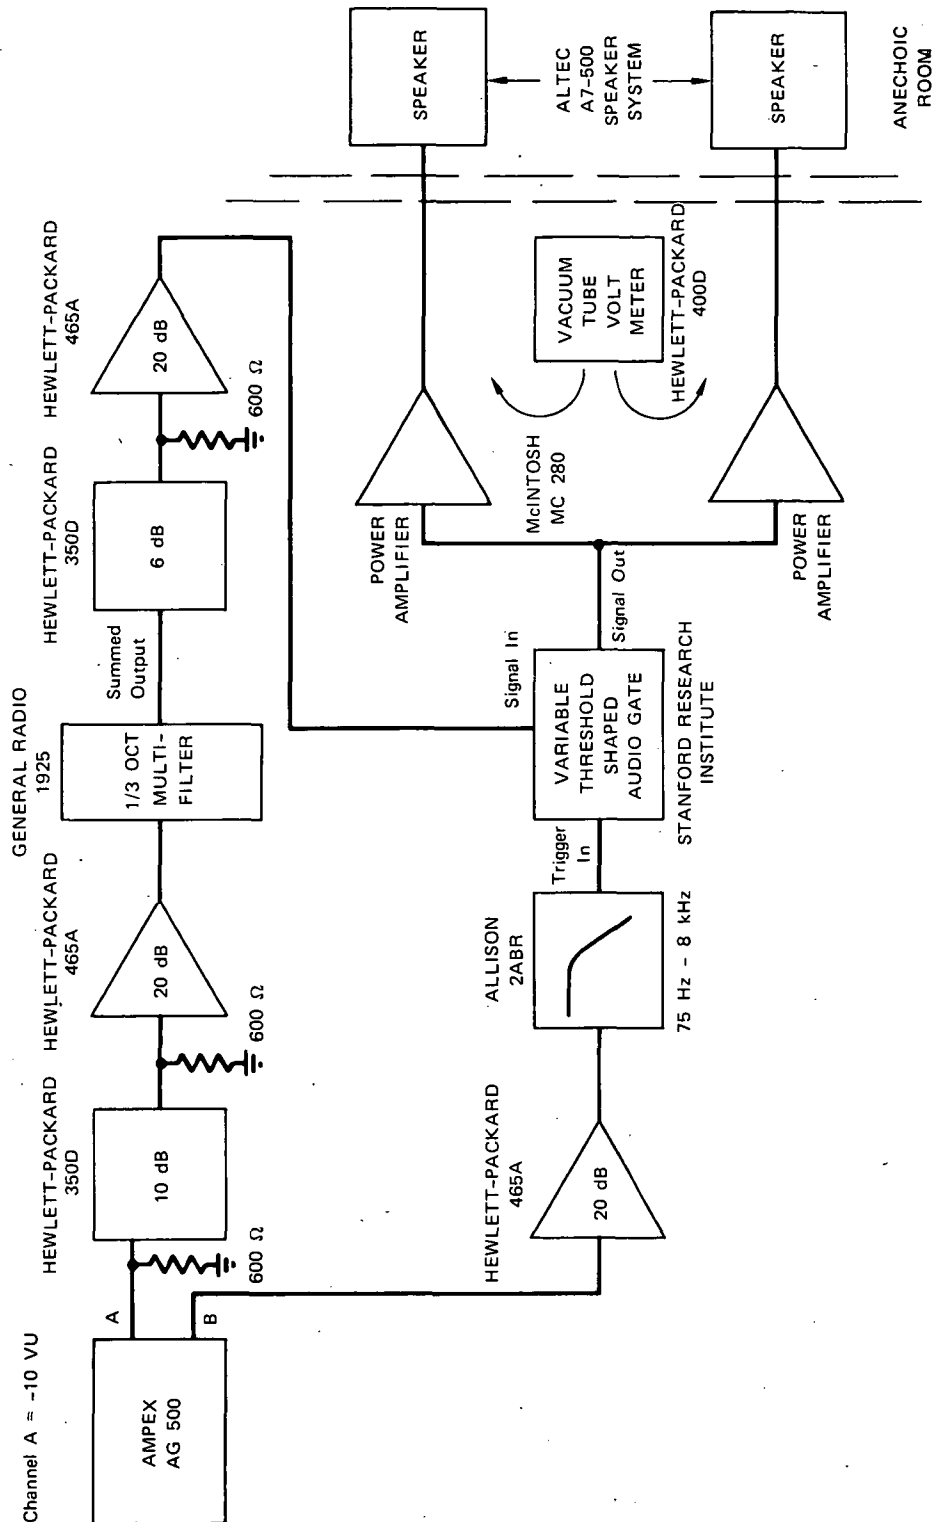 Channel A = -10 VU
AMPEX
AG 500
A
B
600 Ω
HEWLETT-PACKARD
350D
10 dB
600 Ω
HEWLETT-PACKARD
465A
20 dB
GENERAL RADIO
1925
1/3 OCT
MULTI-
FILTER
Summed
Output
HEWLETT-PACKARD
350D
6 dB
600 Ω
HEWLETT-PACKARD
465A
20 dB
HEWLETT-PACKARD
465A
20 dB
ALLISON
2ABR
75 Hz - 8 kHz
Trigger
In
Signal In
VARIABLE
THRESHOLD
SHAPED
AUDIO GATE
STANFORD RESEARCH
INSTITUTE
Signal Out
POWER
AMPLIFIER
McINTOSH
MC 280
POWER
AMPLIFIER
VACUUM
TUBE
VOLT
METER
HEWLETT-PACKARD
400D
SPEAKER
ALTEC
A7-500
SPEAKER
SYSTEM
SPEAKER
ANECHOIC
ROOM